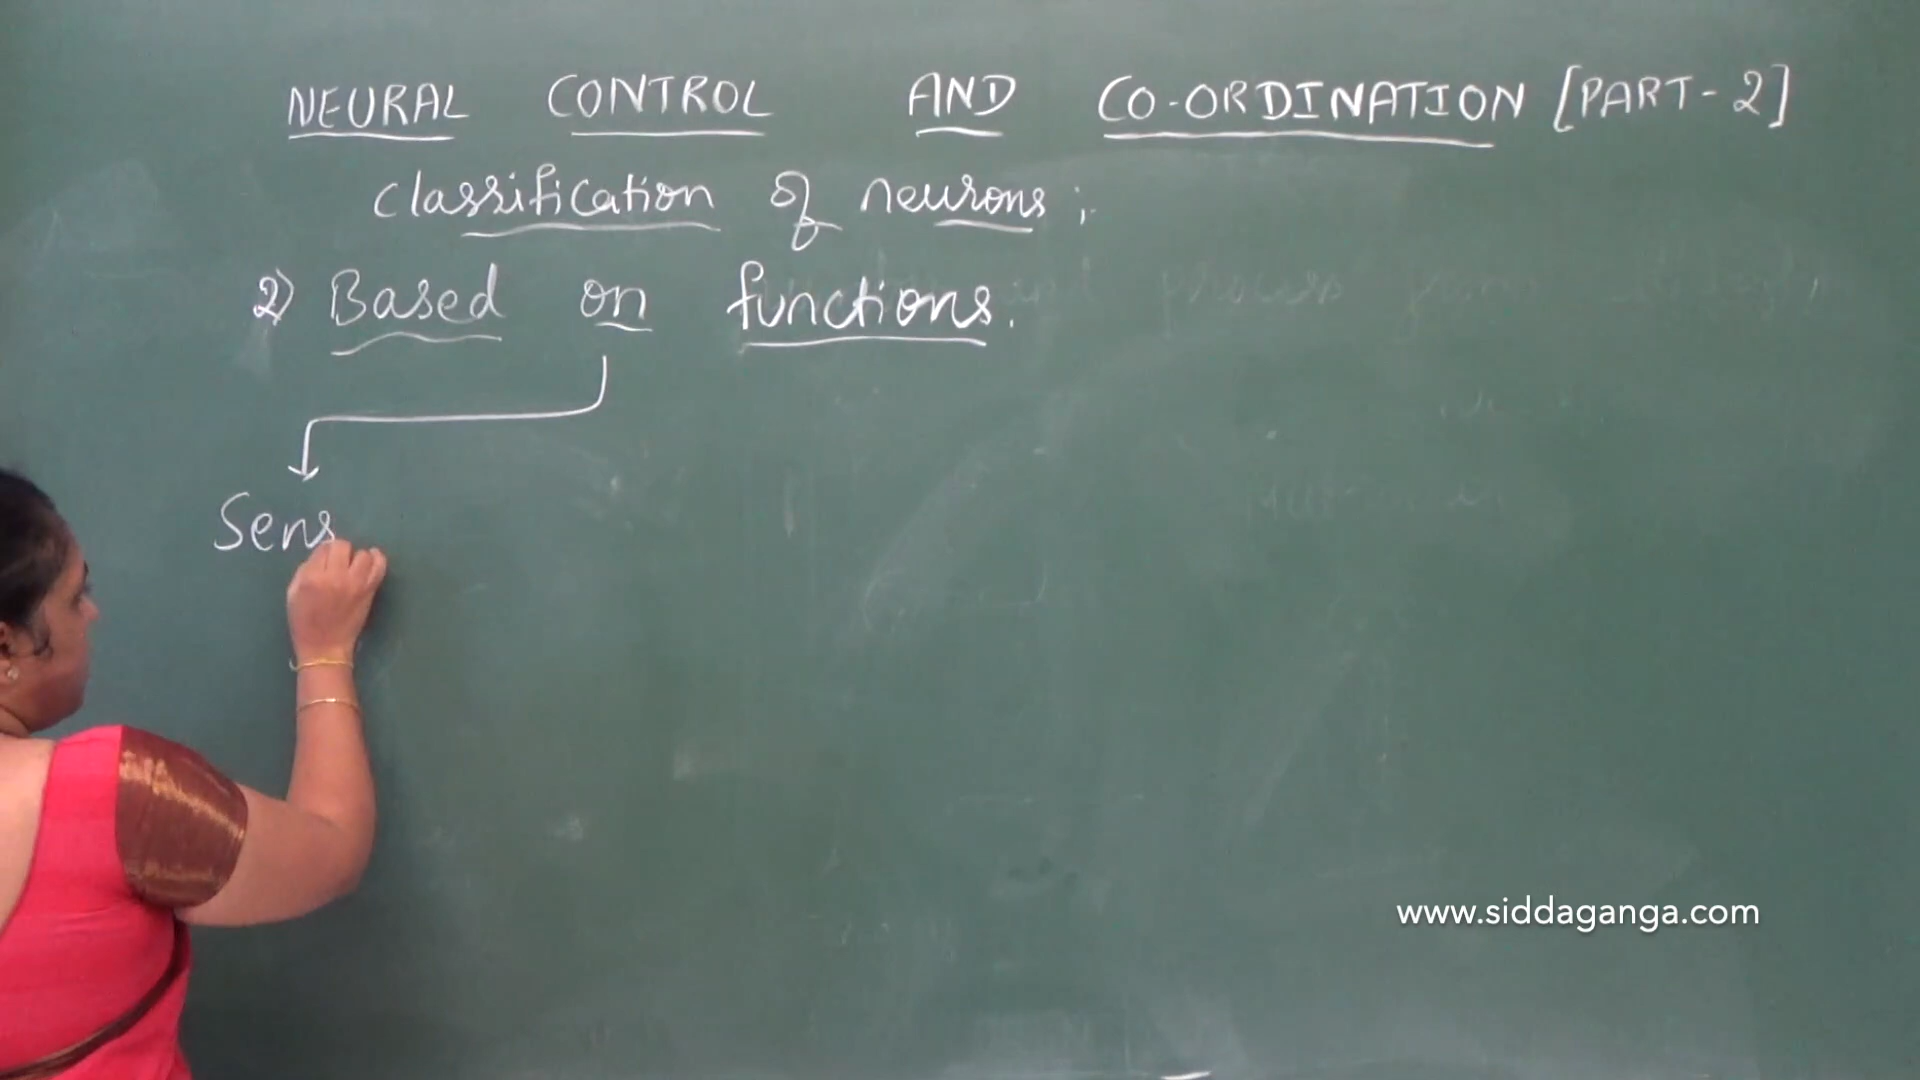 NEURAL CONTROL AND CO-ORDINATION [PART-2]
classification of neurons:
2) Based on functions.
Sens
www.siddaganga.com